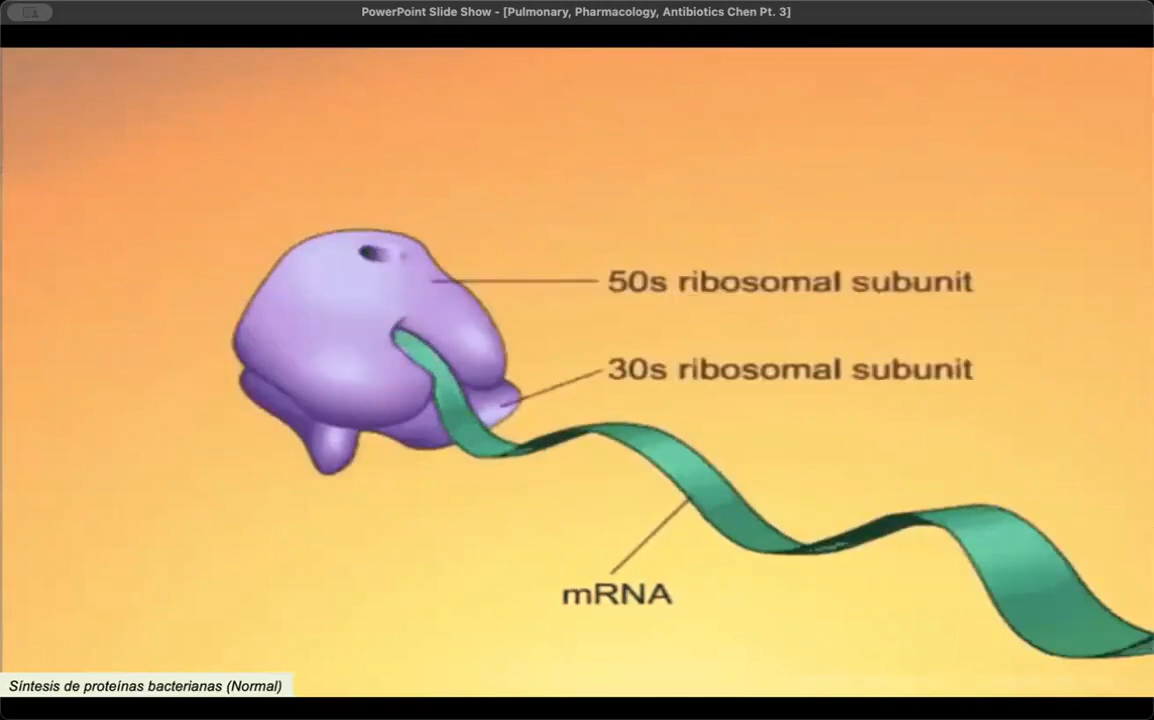 PowerPoint Slide Show - [Pulmonary, Pharmacology, Antibiotics Chen Pt. 3]
50s ribosomal subunit
30s ribosomal subunit
mRNA
Síntesis de proteínas bacterianas (Normal)